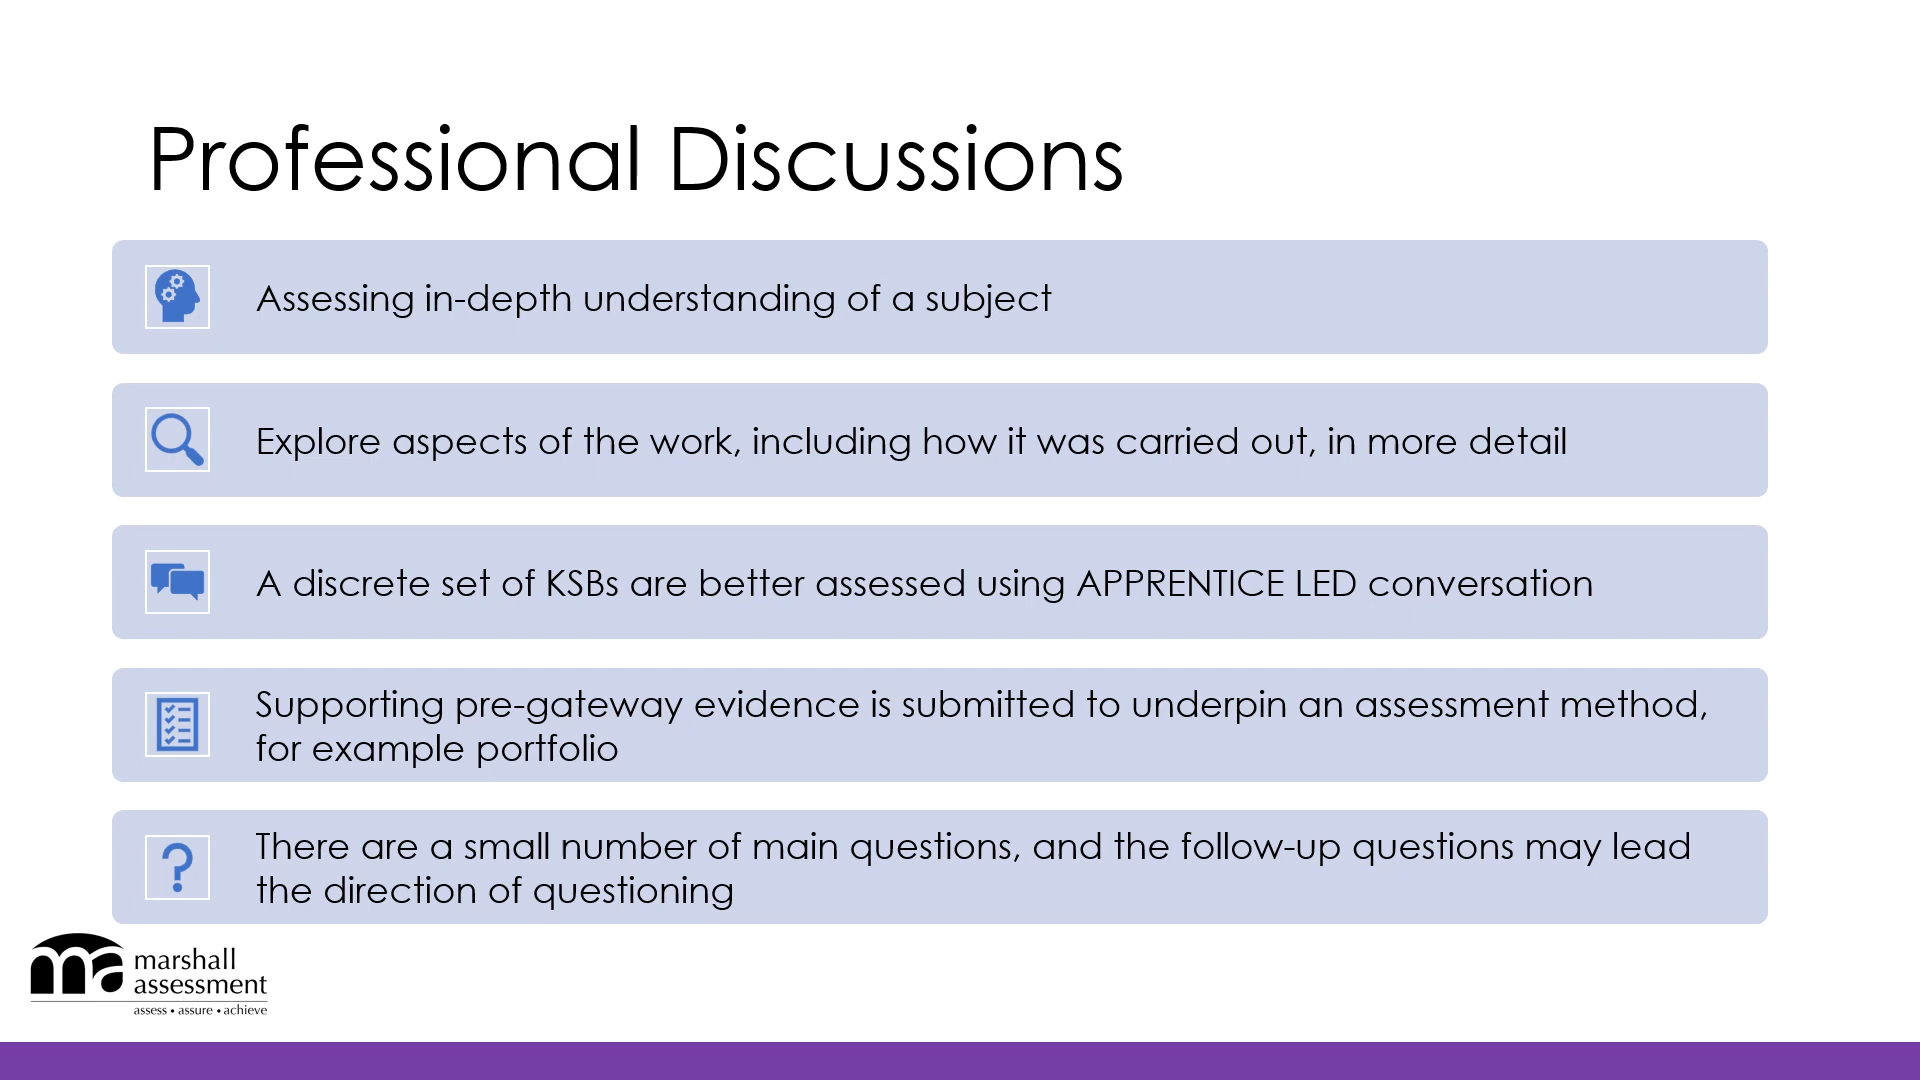 Professional Discussions
Assessing in-depth understanding of a subject
Explore aspects of the work, including how it was carried out, in more detail
A discrete set of KSBs are better assessed using APPRENTICE LED conversation
Supporting pre-gateway evidence is submitted to underpin an assessment method,
for example portfolio
There are a small number of main questions, and the follow-up questions may lead
the direction of questioning
ma
marshall
assessment
assess • assure • achieve